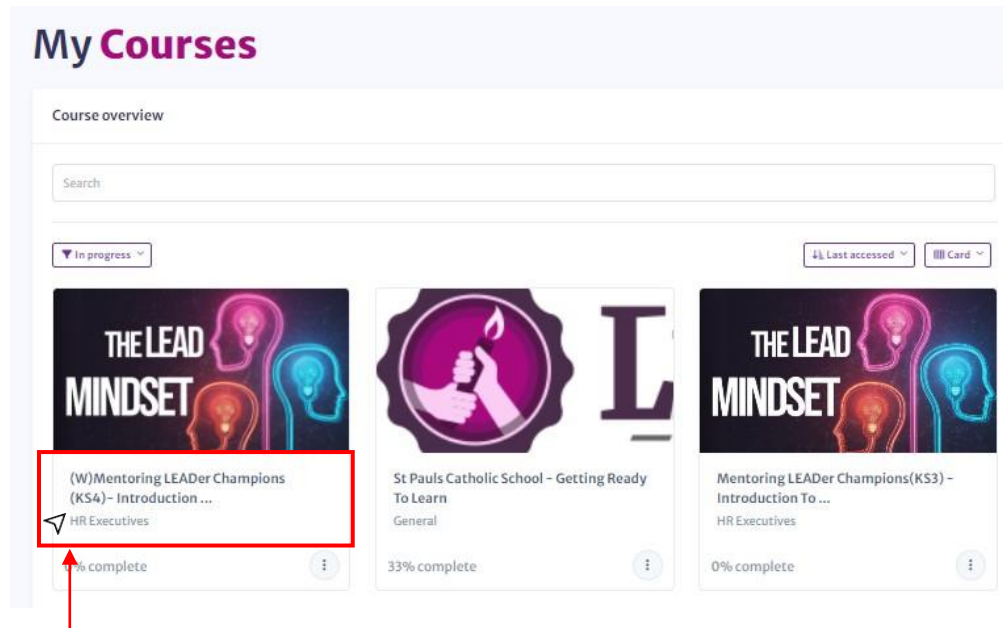 My Courses
Course overview
Search
In progress
Last accessed
Card
THE LEAD
MINDSET
L
THE LEAD
MINDSET
(W)Mentoring LEADer Champions
(KS4)- Introduction ...
HR Executives
0% complete
St Pauls Catholic School - Getting Ready
To Learn
General
33% complete
Mentoring LEADer Champions(KS3) -
Introduction To ...
HR Executives
0% complete